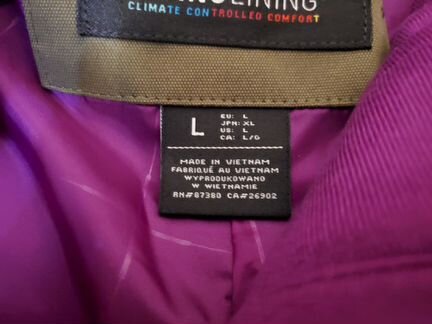 LINING
CLIMATE CONTROLLED COMFORT
L
EU: L
JPN: XL
US: L
CA: L/G
MADE IN VIETNAM
FABRIQUÉ AU VIETNAM
WYPRODUKOWANO
W WIETNAMIE
RN#87380 CA#26902